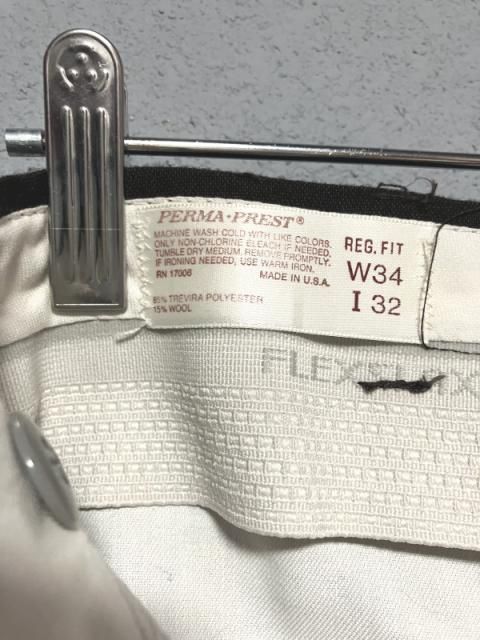 PERMA-PREST®
MACHINE WASH COLD WITH LIKE COLORS.
ONLY NON-CHLORINE BLEACH IF NEEDED.
TUMBLE DRY MEDIUM. REMOVE PROMPTLY.
IF IRONING NEEDED, USE WARM IRON.
RN 17006 MADE IN U.S.A.
85% TREVIRA POLYESTER
15% WOOL
REG. FIT
W34
I 32